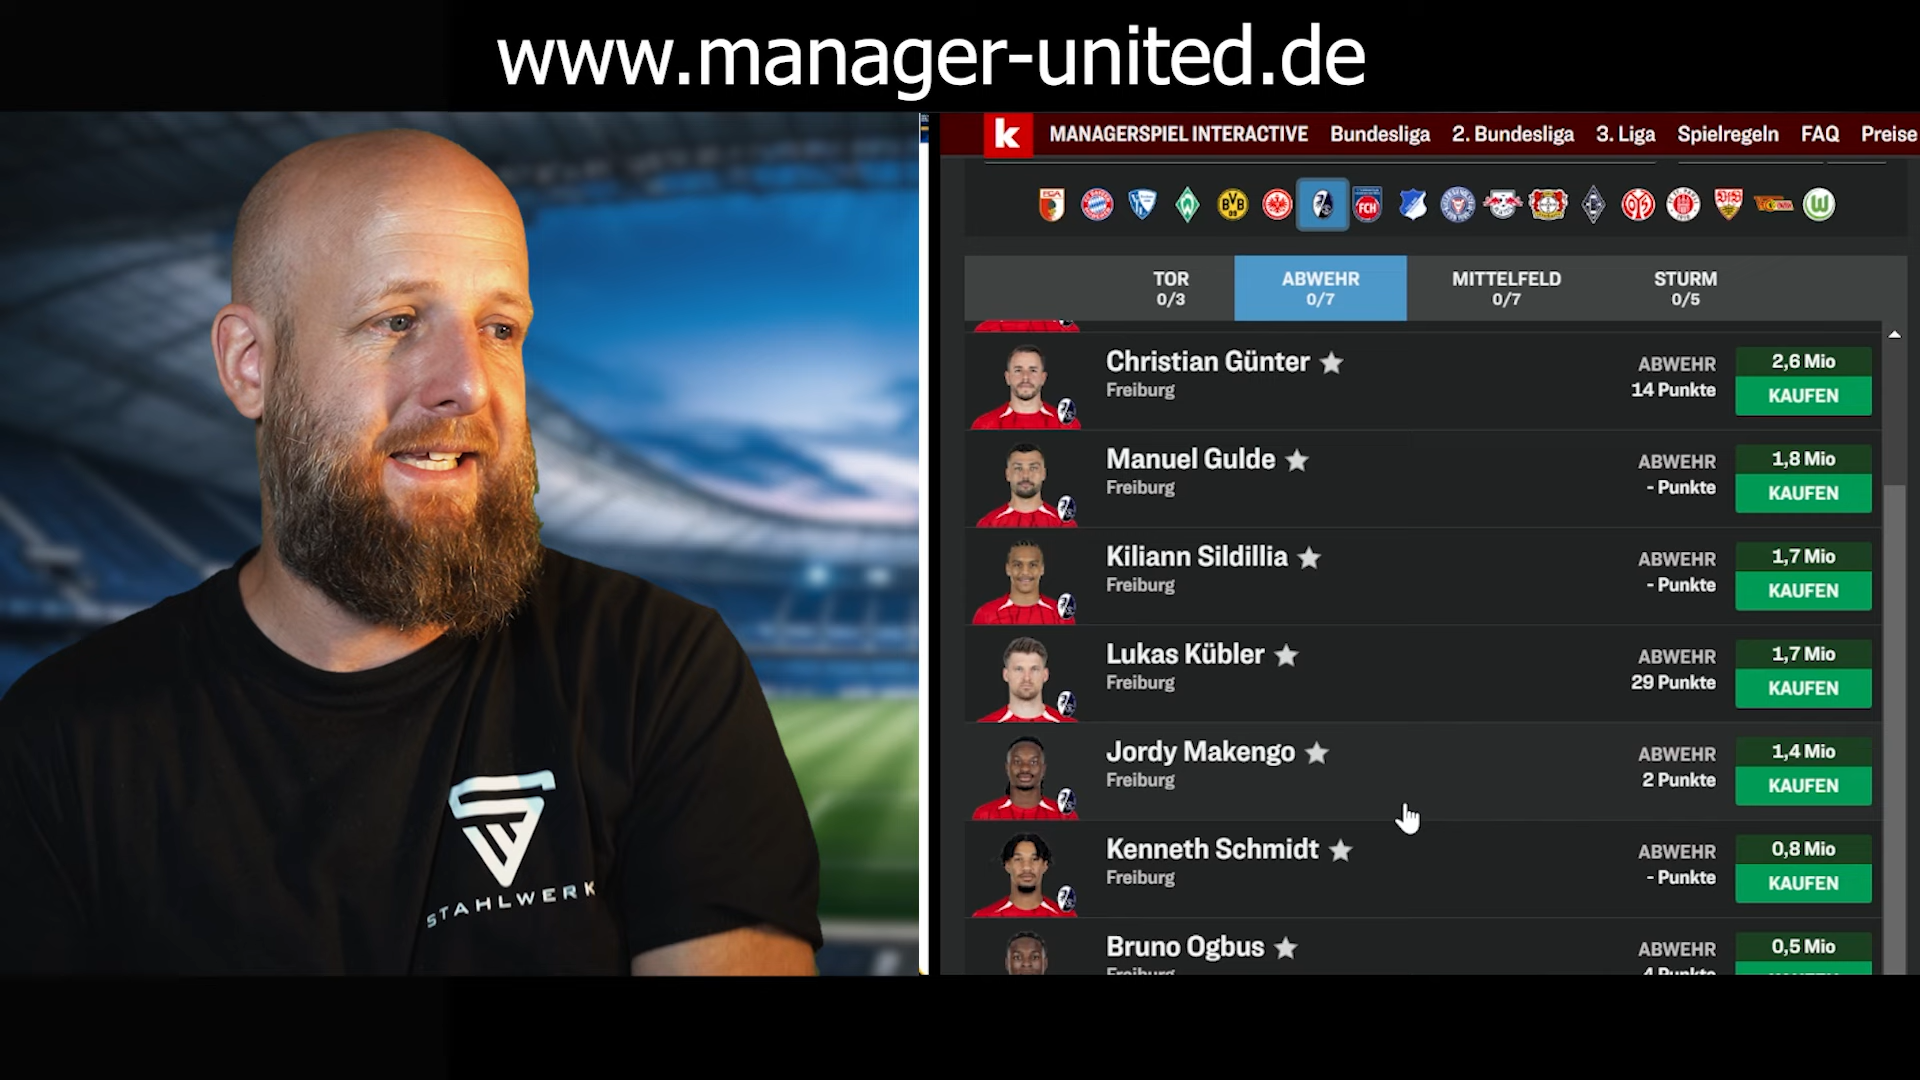 www.manager-united.de
k MANAGERSPIEL INTERACTIVE Bundesliga 2. Bundesliga 3. Liga Spielregeln FAQ Preise
TOR ABWEHR MITTELFELD STURM
0/3 0/7 0/7 0/5
Christian Günter ABWEHR 2,6 Mio
Freiburg 14 Punkte KAUFEN
Manuel Gulde ABWEHR 1,8 Mio
Freiburg - Punkte KAUFEN
Kiliann Sildillia ABWEHR 1,7 Mio
Freiburg - Punkte KAUFEN
Lukas Kübler ABWEHR 1,7 Mio
Freiburg 29 Punkte KAUFEN
Jordy Makengo ABWEHR 1,4 Mio
Freiburg 2 Punkte KAUFEN
Kenneth Schmidt ABWEHR 0,8 Mio
Freiburg - Punkte KAUFEN
Bruno Ogbus ABWEHR 0,5 Mio
Freiburg 4 Punkte
STAHLWERK